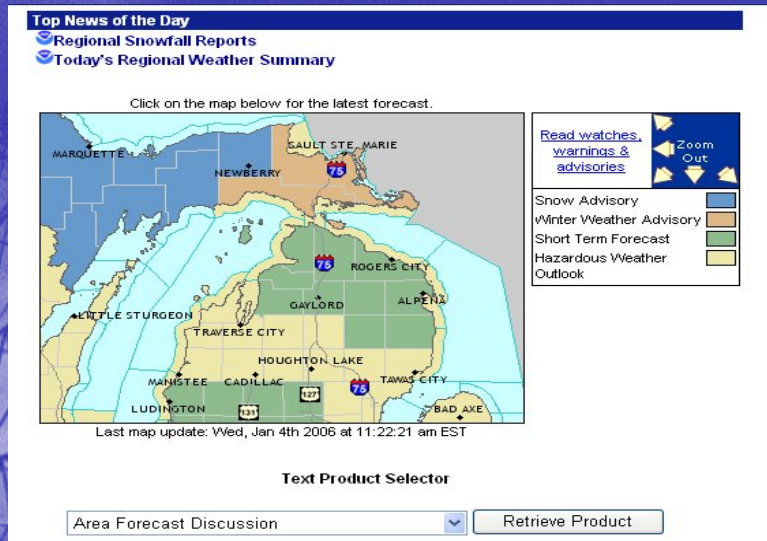 Top News of the Day
Regional Snowfall Reports
Today's Regional Weather Summary
Click on the map below for the latest forecast.
MARQUETTE
NEWBERRY
SAULT STE. MARIE
75
75
ROGERS CITY
GAYLORD
ALPENA
LITTLE STURGEON
TRAVERSE CITY
HOUGHTON LAKE
MANISTEE
CADILLAC
TAWAS CITY
75
127
LUDINGTON
131
BAD AXE
Read watches,
warnings &
advisories
Zoom
Out
Snow Advisory
Winter Weather Advisory
Short Term Forecast
Hazardous Weather
Outlook
Last map update: Wed, Jan 4th 2006 at 11:22:21 am EST
Text Product Selector
Area Forecast Discussion
Retrieve Product